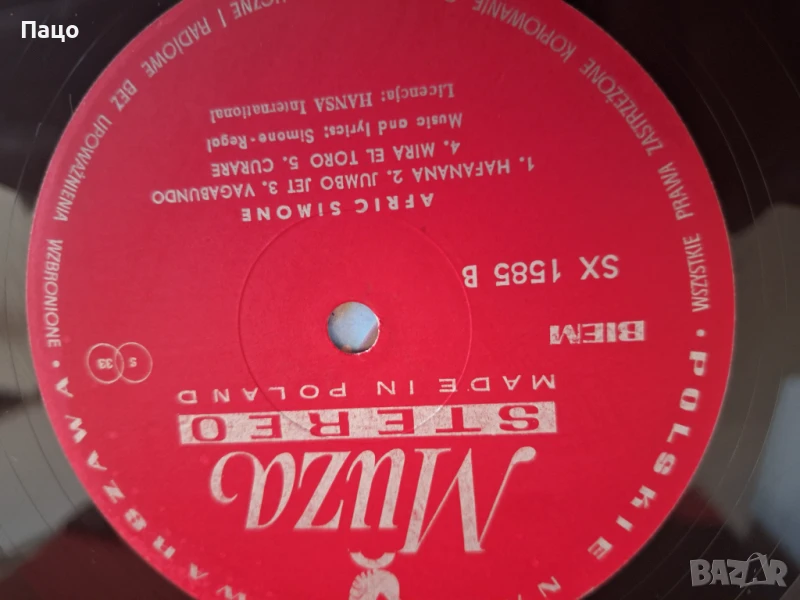 Пацо
Muza
STEREO
MADE IN POLAND
BIEM
S 33
SX 1585 B
AFRIC SIMONE
1. HAFANANA 2. JUMBO JET 3. VAGABUNDO
4. MIRA EL TORO 5. CURARE
Music and lyrics: Simone-Regal
Licencja: HANSA International
POLSKIE N
WARSZAWA • WSZYSTKIE PRAWA ZASTRZEŻONE KOPIOWANIE
I RADIOWE BEZ UPOWAŻNIENIA WZBRONIONE •
BAZAR